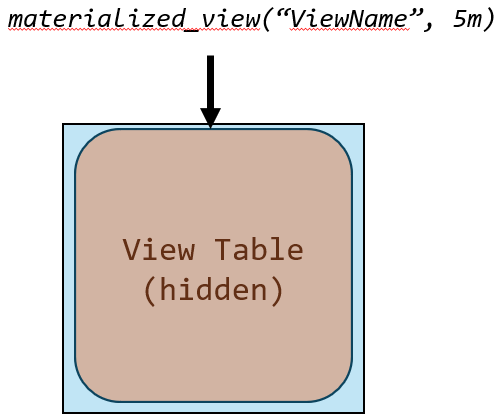 materialized_view(“ViewName”, 5m)
View Table
(hidden)